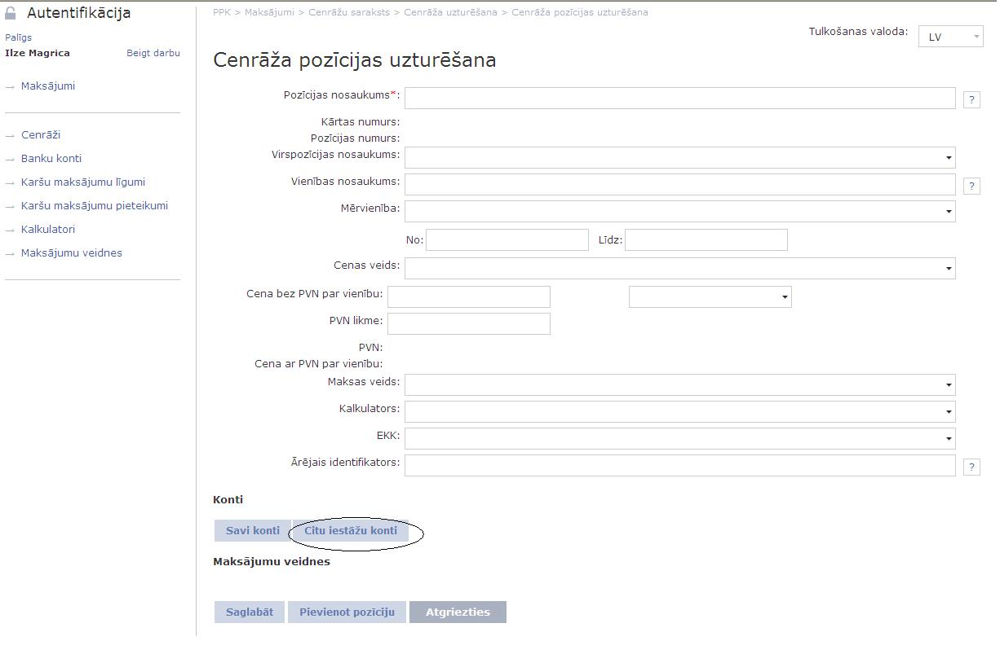 Autentifikācija
Palīgs
Ilze Magrica Beigt darbu
Maksājumi
Cenrāži
Banku konti
Karšu maksājumu līgumi
Karšu maksājumu pieteikumi
Kalkulatori
Maksājumu veidnes
PPK > Maksājumi > Cenrāžu saraksts > Cenrāža uzturēšana > Cenrāža pozīcijas uzturēšana
Tulkošanas valoda: LV
Cenrāža pozīcijas uzturēšana
Pozīcijas nosaukums*: ?
Kārtas numurs:
Pozīcijas numurs:
Virspozīcijas nosaukums:
Vienības nosaukums: ?
Mērvienība:
No: Līdz:
Cenas veids:
Cena bez PVN par vienību:
PVN likme:
PVN:
Cena ar PVN par vienību:
Maksas veids:
Kalkulators:
EKK:
Ārējais identifikators: ?
Konti
Savi konti Citu iestāžu konti
Maksājumu veidnes
Saglabāt Pievienot pozīciju Atgriezties